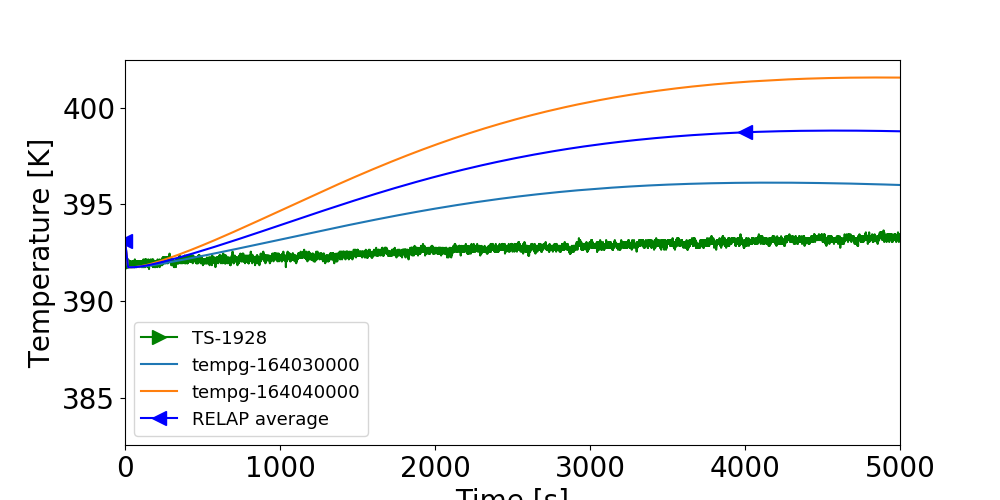 400
395
390
385
Temperature [K]
TS-1928
tempg-164030000
tempg-164040000
RELAP average
0 1000 2000 3000 4000 5000
Time [s]